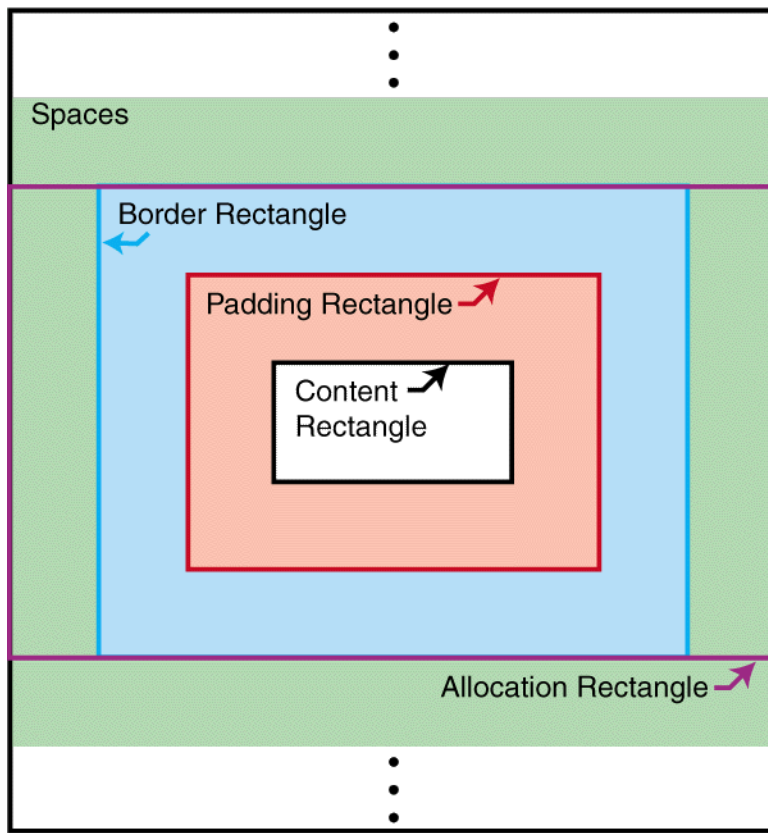 Spaces
Border Rectangle
Padding Rectangle
Content
Rectangle
Allocation Rectangle